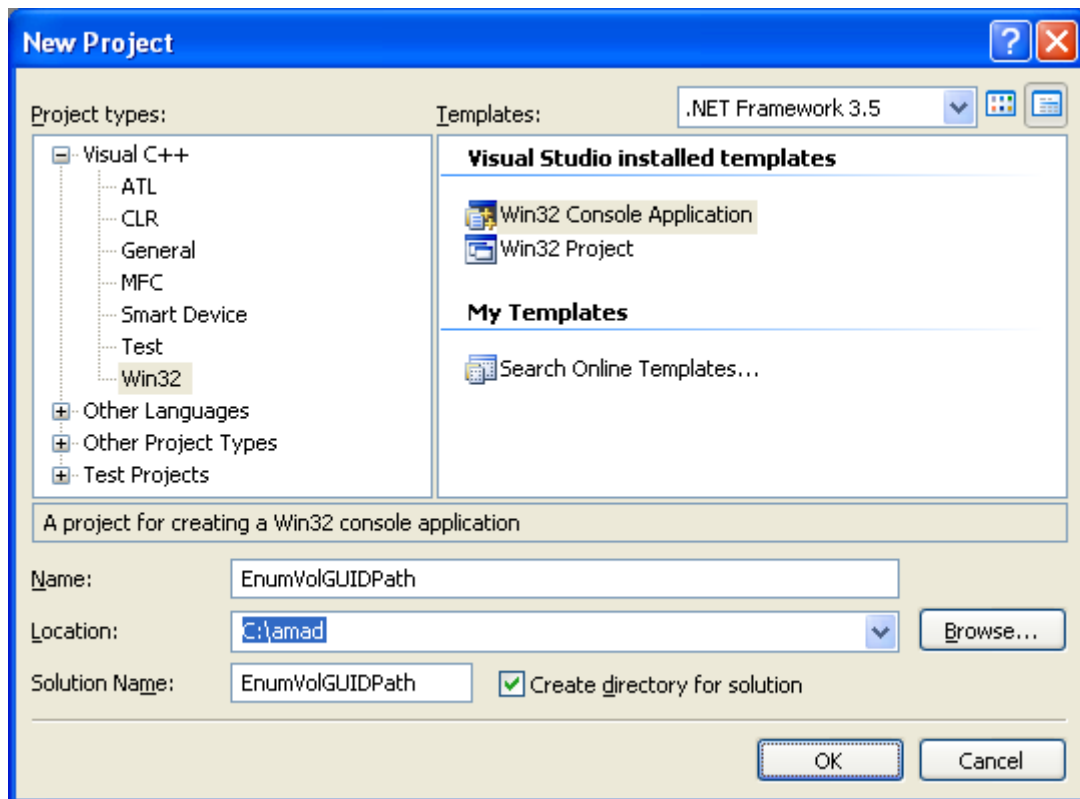 New Project
Project types:
Templates:
.NET Framework 3.5
Visual C++
ATL
CLR
General
MFC
Smart Device
Test
Win32
Other Languages
Other Project Types
Test Projects
Visual Studio installed templates
Win32 Console Application
Win32 Project
My Templates
Search Online Templates...
A project for creating a Win32 console application
Name:
EnumVolGUIDPath
Location:
C:\amad
Browse...
Solution Name:
EnumVolGUIDPath
Create directory for solution
OK
Cancel